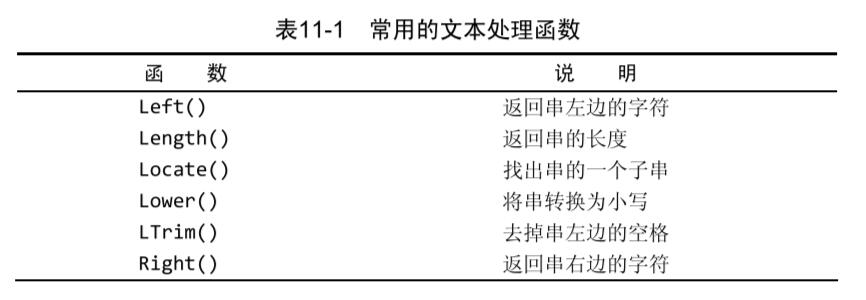 表11-1 常用的文本处理函数
函 数 说 明
Left() 返回串左边的字符
Length() 返回串的长度
Locate() 找出串的一个子串
Lower() 将串转换为小写
LTrim() 去掉串左边的空格
Right() 返回串右边的字符